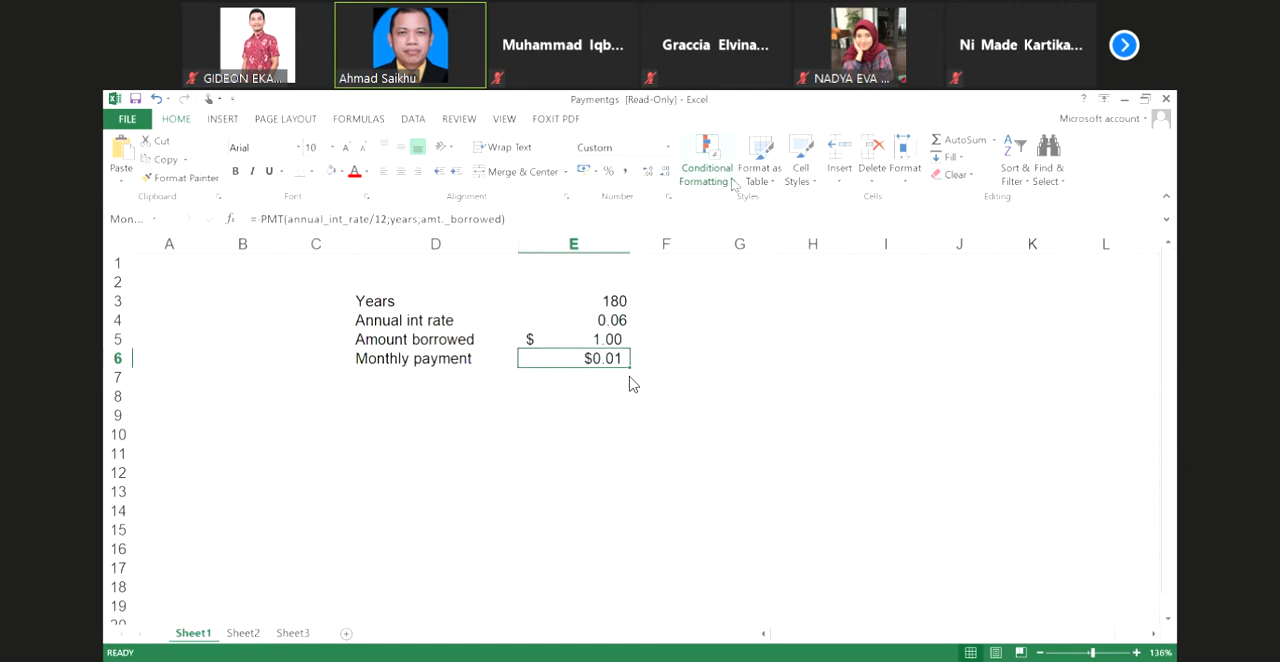 Muhammad Iqb...
Graccia Elvina...
Ni Made Kartika...
GIDEON EKA...
Ahmad Saikhu
NADYA EVA ...
Paymentgs [Read-Only] - Excel
?
FILE
HOME
INSERT
PAGE LAYOUT
FORMULAS
DATA
REVIEW
VIEW
FOXIT PDF
Microsoft account
Paste
Cut
Copy
Format Painter
Clipboard
Arial
10
B I U
Font
Wrap Text
Merge & Center
Alignment
Custom
%
Number
Conditional
Formatting
Format as
Table
Cell
Styles
Styles
Insert
Delete
Format
Cells
AutoSum
Fill
Clear
Sort &
Filter
Find &
Select
Editing
Mon...
fx
=-PMT(annual_int_rate/12;years;amt._borrowed)
A B C D E F G H I J K L
1
2
3 Years 180
4 Annual int rate 0.06
5 Amount borrowed $ 1.00
6 Monthly payment $0.01
7
8
9
10
11
12
13
14
15
16
17
18
19
20
Sheet1 Sheet2 Sheet3
READY
136%